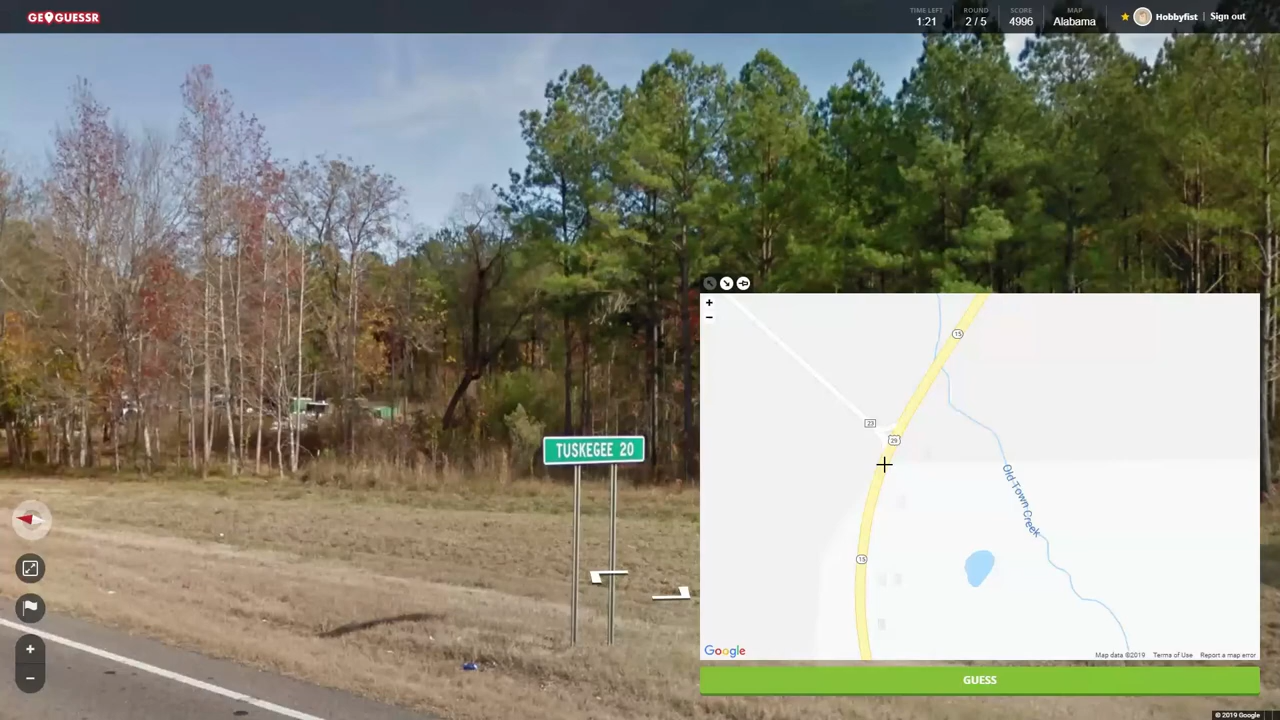 GEOGUESSR
TIME LEFT
1:21
ROUND
2 / 5
SCORE
4996
MAP
Alabama
Hobbyfist
Sign out
TUSKEGEE 20
+
−
15
23
29
Old Town Creek
15
Google
Map data ©2019
Terms of Use
Report a map error
GUESS
+
−
© 2019 Google